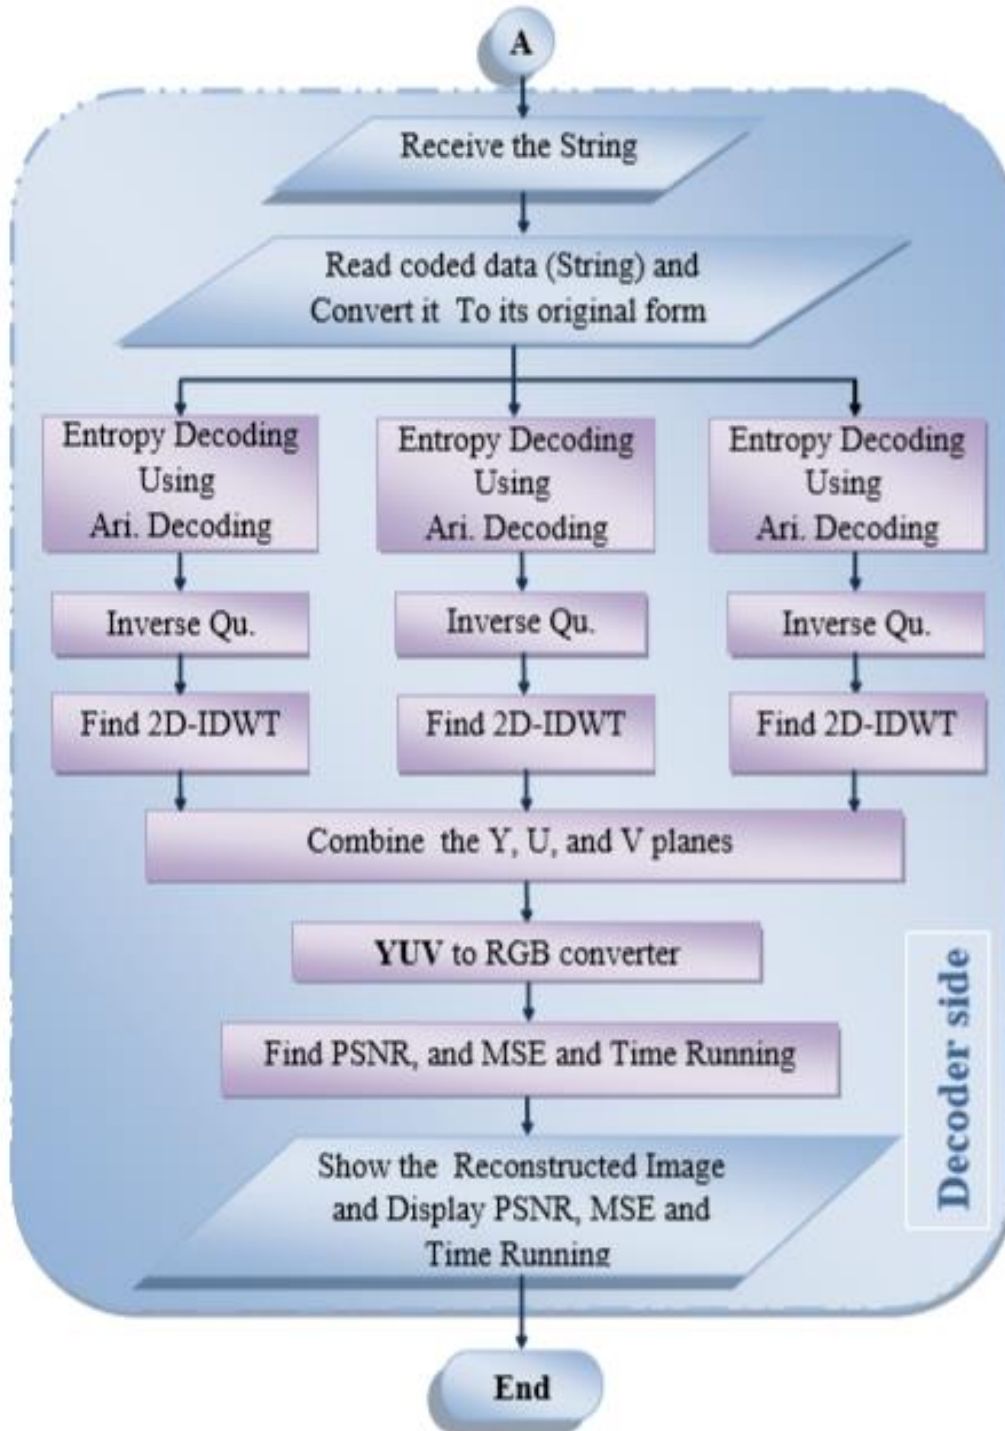 A
Receive the String
Read coded data (String) and
Convert it To its original form
Entropy Decoding
Using
Ari. Decoding
Entropy Decoding
Using
Ari. Decoding
Entropy Decoding
Using
Ari. Decoding
Inverse Qu.
Inverse Qu.
Inverse Qu.
Find 2D-IDWT
Find 2D-IDWT
Find 2D-IDWT
Combine the Y, U, and V planes
YUV to RGB converter
Find PSNR, and MSE and Time Running
Show the Reconstructed Image
and Display PSNR, MSE and
Time Running
Decoder side
End